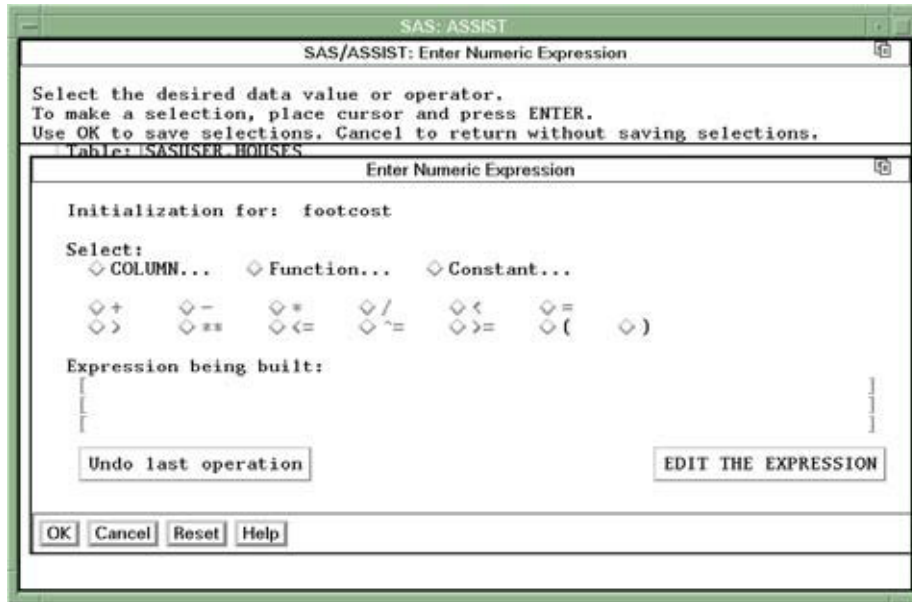 SAS: ASSIST
SAS/ASSIST: Enter Numeric Expression
Select the desired data value or operator.
To make a selection, place cursor and press ENTER.
Use OK to save selections. Cancel to return without saving selections.
Table: SASUSER.HOUSES
Enter Numeric Expression
Initialization for: footcost
Select:
COLUMN... Function... Constant...
+ - * / < =
> ** <= ^= >= ( )
Expression being built:
[ ]
[ ]
[ ]
Undo last operation EDIT THE EXPRESSION
OK Cancel Reset Help